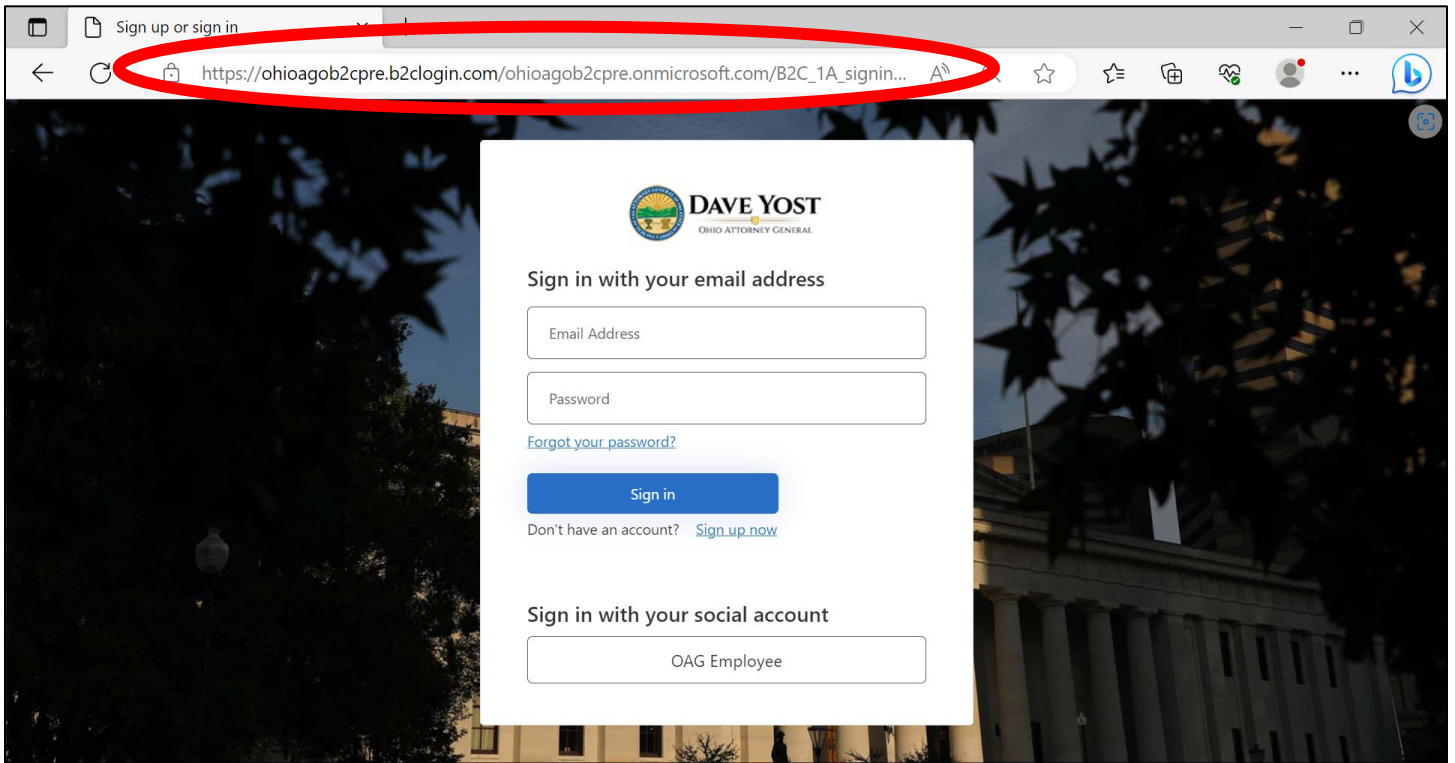 Sign up or sign in
https://ohioagob2cpre.b2clogin.com/ohioagob2cpre.onmicrosoft.com/B2C_1A_signin...
DAVE YOST
OHIO ATTORNEY GENERAL
Sign in with your email address
Email Address
Password
Forgot your password?
Sign in
Don't have an account? Sign up now
Sign in with your social account
OAG Employee